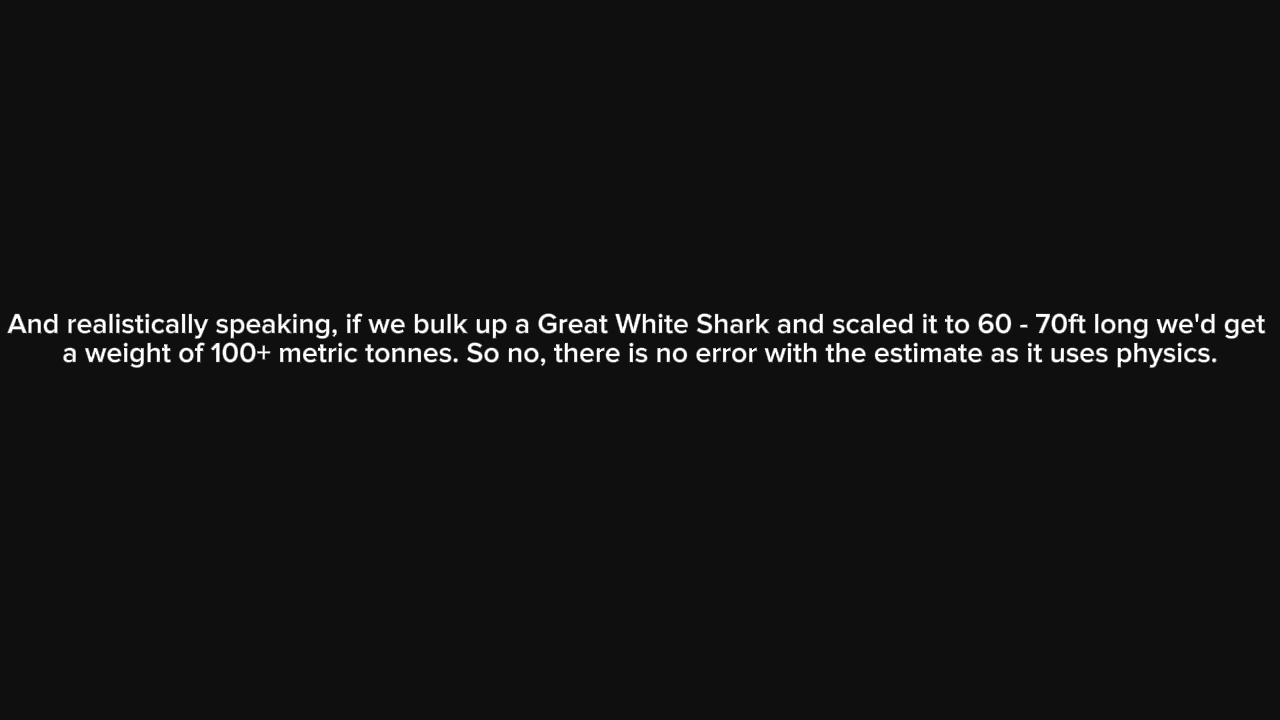 And realistically speaking, if we bulk up a Great White Shark and scaled it to 60 - 70ft long we'd get
a weight of 100+ metric tonnes. So no, there is no error with the estimate as it uses physics.